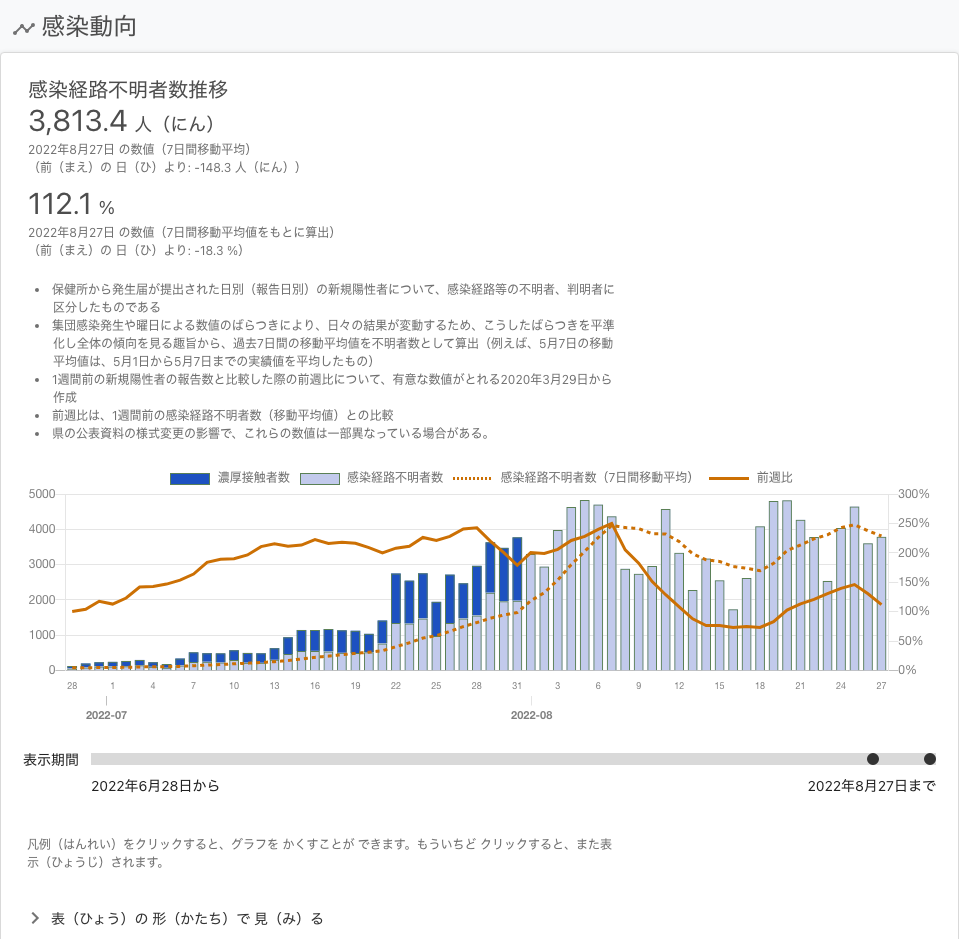 感染動向
感染経路不明者数推移
3,813.4 人（にん）
2022年8月27日 の数値（7日間移動平均）
（前（まえ）の 日（ひ）より: -148.3 人（にん））
112.1 %
2022年8月27日 の数値（7日間移動平均値をもとに算出）
（前（まえ）の 日（ひ）より: -18.3 %）
• 保健所から発生届が提出された日別（報告日別）の新規陽性者について、感染経路等の不明者、判明者に
区分したものである
• 集団感染発生や曜日による数値のばらつきにより、日々の結果が変動するため、こうしたばらつきを平準
化し全体の傾向を見る趣旨から、過去7日間の移動平均値を不明者数として算出（例えば、5月7日の移動
平均値は、5月1日から5月7日までの実績値を平均したもの）
• 1週間前の新規陽性者の報告数と比較した際の前週比について、有意な数値がとれる2020年3月29日から
作成
• 前週比は、1週間前の感染経路不明者数（移動平均値）との比較
• 県の公表資料の様式変更の影響で、これらの数値は一部異なっている場合がある。
濃厚接触者数 感染経路不明者数 感染経路不明者数（7日間移動平均） 前週比
5000 300%
250%
4000
200%
3000
150%
2000
100%
1000
50%
0 0%
28 1 4 7 10 13 16 19 22 25 28 31 3 6 9 12 15 18 21 24 27
2022-07 2022-08
表示期間
2022年6月28日から 2022年8月27日まで
凡例（はんれい）をクリックすると、グラフを かくすことが できます。もういちど クリックすると、また表
示（ひょうじ）されます。
表（ひょう）の 形（かたち）で 見（み）る